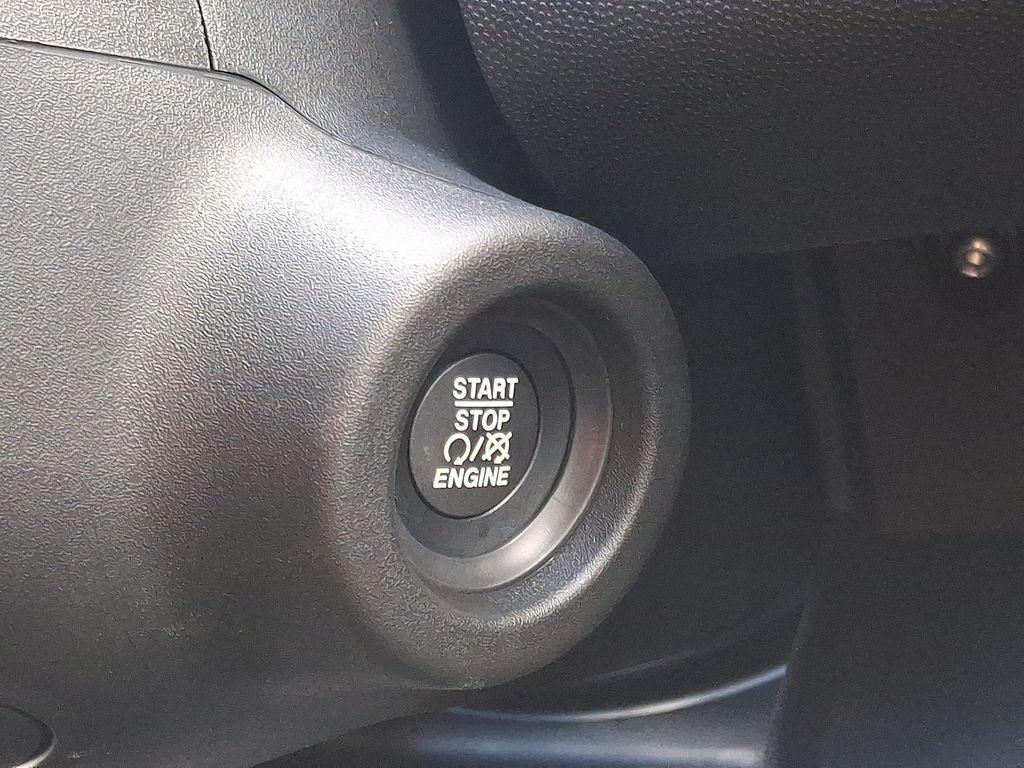 START
STOP
/
ENGINE